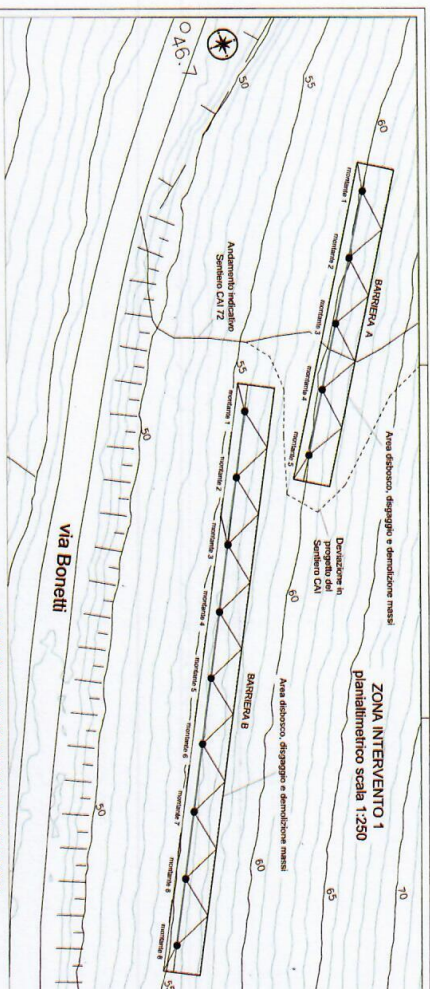 ZONA INTERVENTO 1
planialtimetrico scala 1:250
70
65
60
55
50
46.7
60
BARRIERA A
montante 1
montante 2
montante 3
montante 4
montante 5
Area disbosco, disgaggio e demolizione massi
Deviazione in
progetto del
Sentiero CAI
Andamento indicativo
Sentiero CAI 72
55
BARRIERA B
montante 1
montante 2
montante 3
montante 4
montante 5
montante 6
montante 7
montante 8
montante 8
Area disbosco, disgaggio e demolizione massi
60
55
50
50
via Bonetti